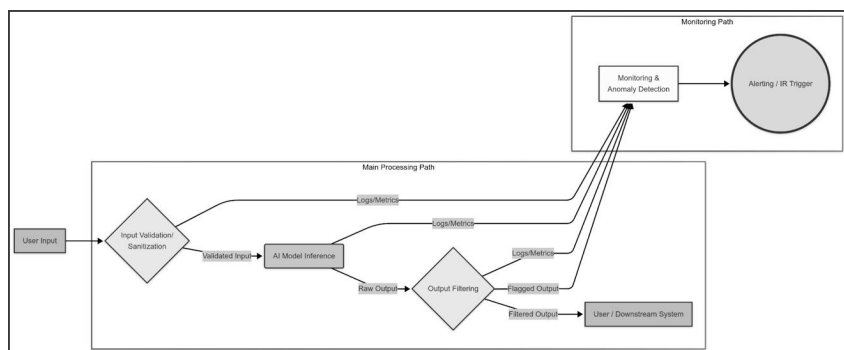 Monitoring Path
Monitoring &
Anomaly Detection
Alerting / IR Trigger
Main Processing Path
Logs/Metrics
Input Validation/
Sanitization
Logs/Metrics
User Input
Validated Input
AI Model Inference
Logs/Metrics
Raw Output
Output Filtering
Flagged Output
Filtered Output
User / Downstream System